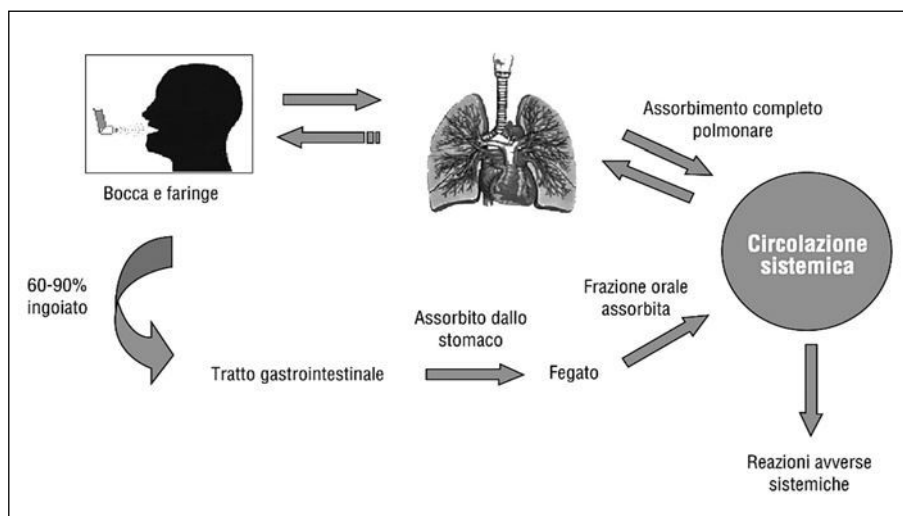 Bocca e faringe
Assorbimento completo
polmonare
Circolazione
sistemica
60-90%
ingoiato
Frazione orale
assorbita
Assorbito dallo
stomaco
Tratto gastrointestinale
Fegato
Reazioni avverse
sistemiche